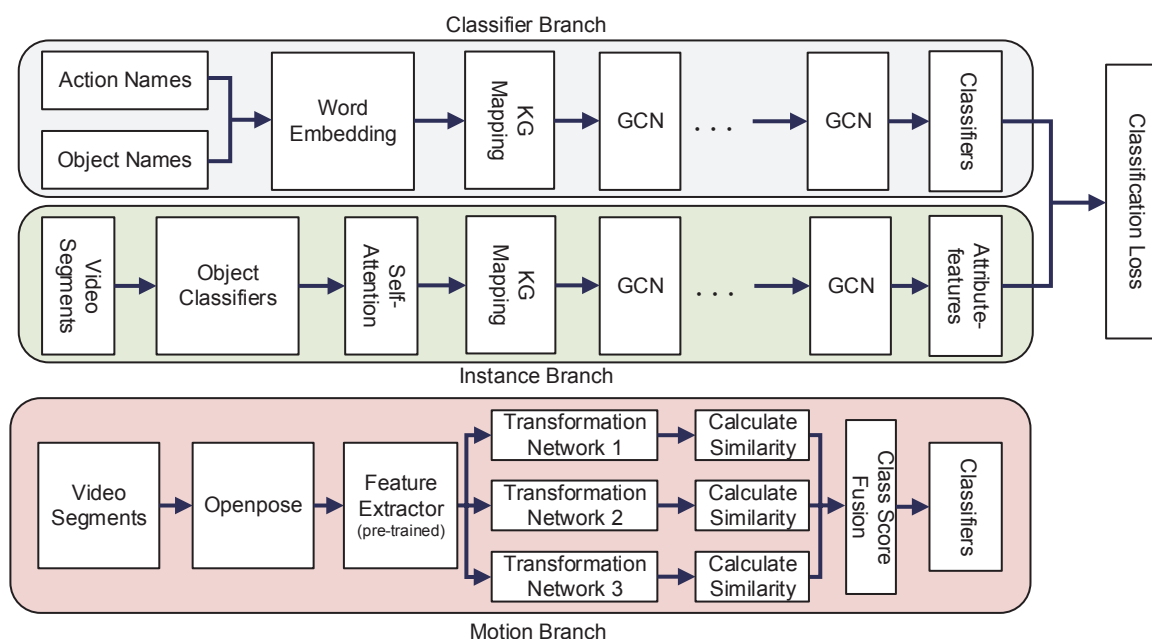 Classifier Branch
Action Names
Object Names
Word
Embedding
KG
Mapping
GCN
. . .
GCN
Classifiers
Classification Loss
Video
Segments
Object
Classifiers
Self-
Attention
KG
Mapping
GCN
. . .
GCN
Attribute-
features
Instance Branch
Video
Segments
Openpose
Feature
Extractor
(pre-trained)
Transformation
Network 1
Calculate
Similarity
Transformation
Network 2
Calculate
Similarity
Transformation
Network 3
Calculate
Similarity
Class Score
Fusion
Classifiers
Motion Branch